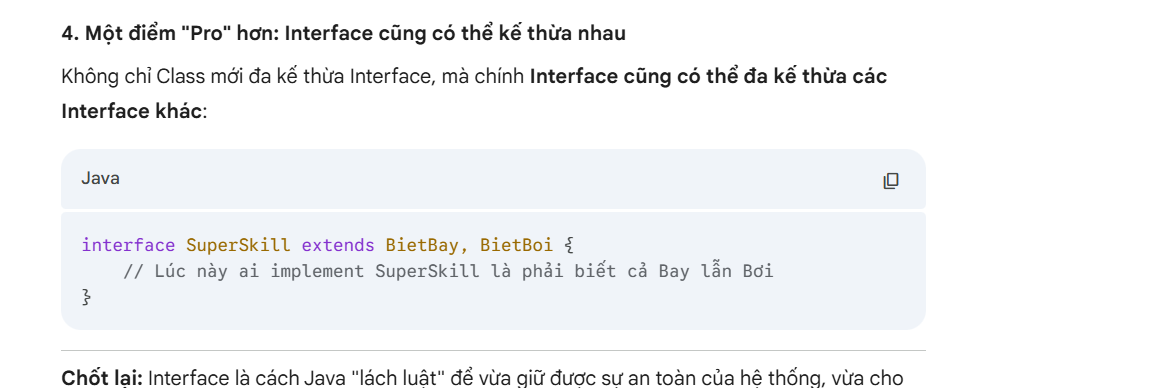 4. Một điểm "Pro" hơn: Interface cũng có thể kế thừa nhau
Không chỉ Class mới đa kế thừa Interface, mà chính Interface cũng có thể đa kế thừa các
Interface khác:
Java
interface SuperSkill extends BietBay, BietBoi {
    // Lúc này ai implement SuperSkill là phải biết cả Bay lẫn Bơi
}
Chốt lại: Interface là cách Java "lách luật" để vừa giữ được sự an toàn của hệ thống, vừa cho